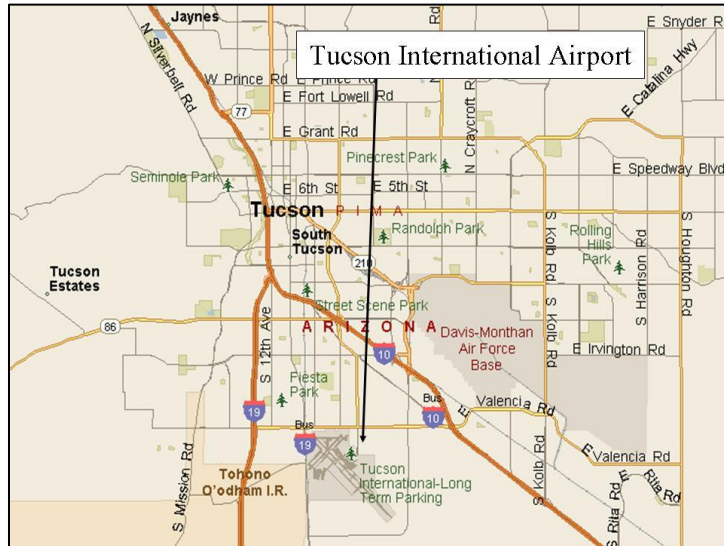 Jaynes
E Snyder R
N Silverbell Rd
Rd
Tucson International Airport
E Catalina Hwy
W Prince Rd
E Prince Rd
77
E Fort Lowell Rd
N Craycroft R
E Grant Rd
Pinecrest Park
E Speedway Blvd
Seminole Park
E 6th St
E 5th St
Tucson
PIMA
South
Tucson
Randolph Park
Rolling
Hills
Park
S Kolb Rd
S Harrison Rd
S Houghton Rd
210
Tucson
Estates
Street Scene Park
86
ARIZONA
S Kolb Rd
Davis-Monthan
Air Force
Base
E Irvington Rd
S 12th Ave
10
Fiesta
Park
19
Bus
10
E Valencia Rd
Bus
19
E Valencia Rd
Tohono
O'odham I.R.
Tucson
International-Long
Term Parking
S Mission Rd
S Kolb Rd
S Rita Rd
E Rita Rd